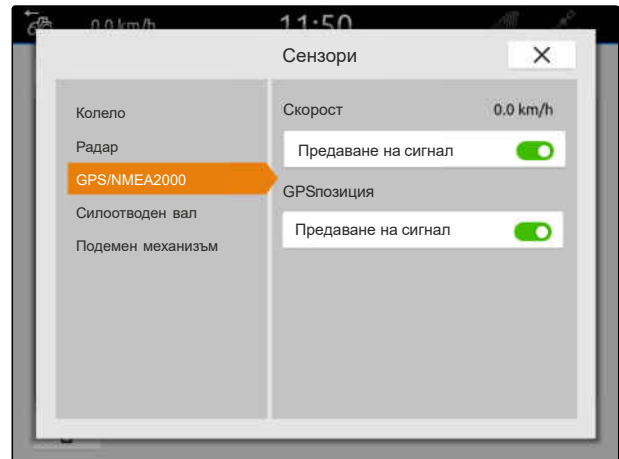 0.0 km/h
11:50
Сензори
Колело
Радар
GPS/NMEA2000
Силоотводен вал
Подемен механизъм
Скорост 0.0 km/h
Предаване на сигнал
GPSпозиция
Предаване на сигнал